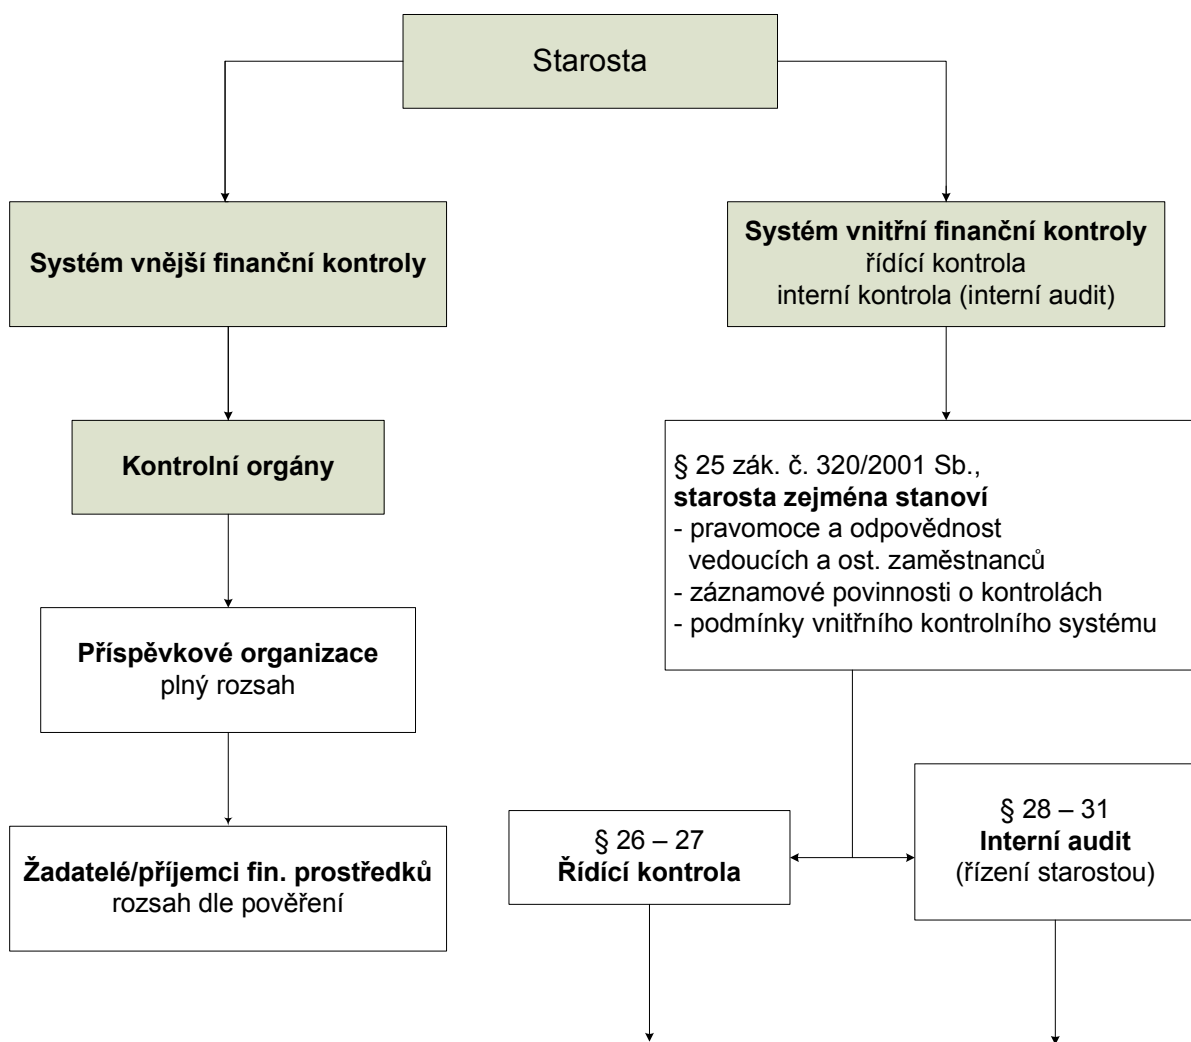 Starosta
Systém vnější finanční kontroly
Systém vnitřní finanční kontroly
řídící kontrola
interní kontrola (interní audit)
Kontrolní orgány
§ 25 zák. č. 320/2001 Sb.,
starosta zejména stanoví
- pravomoce a odpovědnost
vedoucích a ost. zaměstnanců
- záznamové povinnosti o kontrolách
- podmínky vnitřního kontrolního systému
Příspěvkové organizace
plný rozsah
Žadatelé/příjemci fin. prostředků
rozsah dle pověření
§ 26 – 27
Řídící kontrola
§ 28 – 31
Interní audit
(řízení starostou)